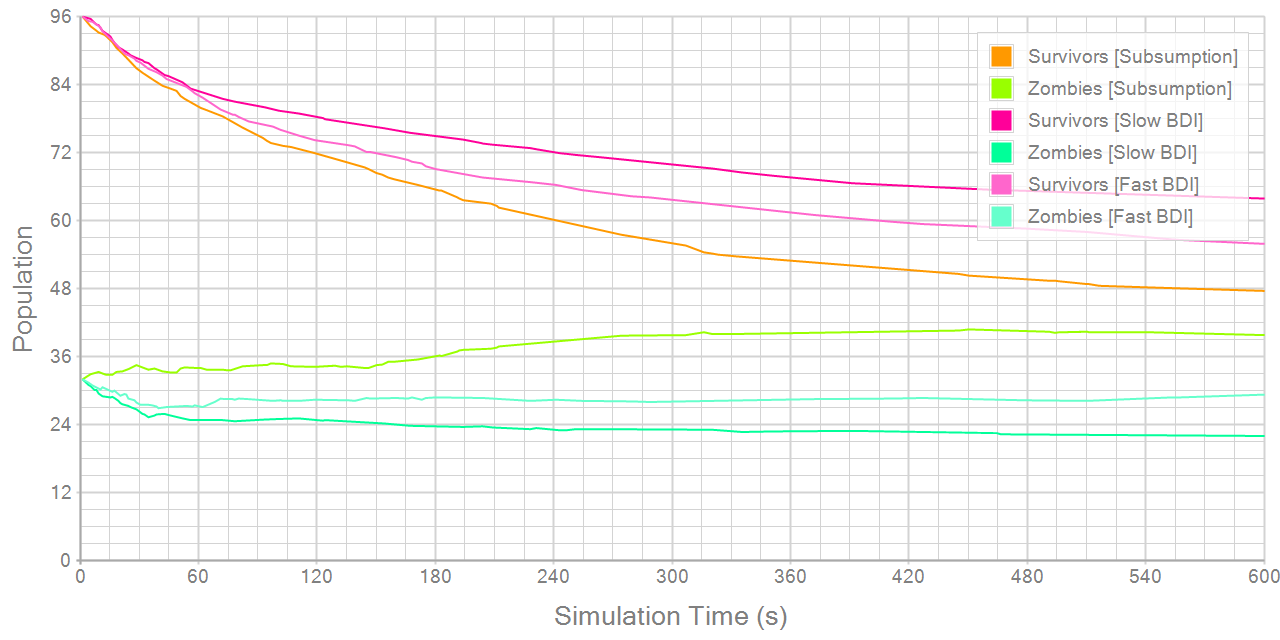 96
84
72
60
48
36
24
12
0
Population
0 60 120 180 240 300 360 420 480 540 600
Simulation Time (s)
Survivors [Subsumption]
Zombies [Subsumption]
Survivors [Slow BDI]
Zombies [Slow BDI]
Survivors [Fast BDI]
Zombies [Fast BDI]